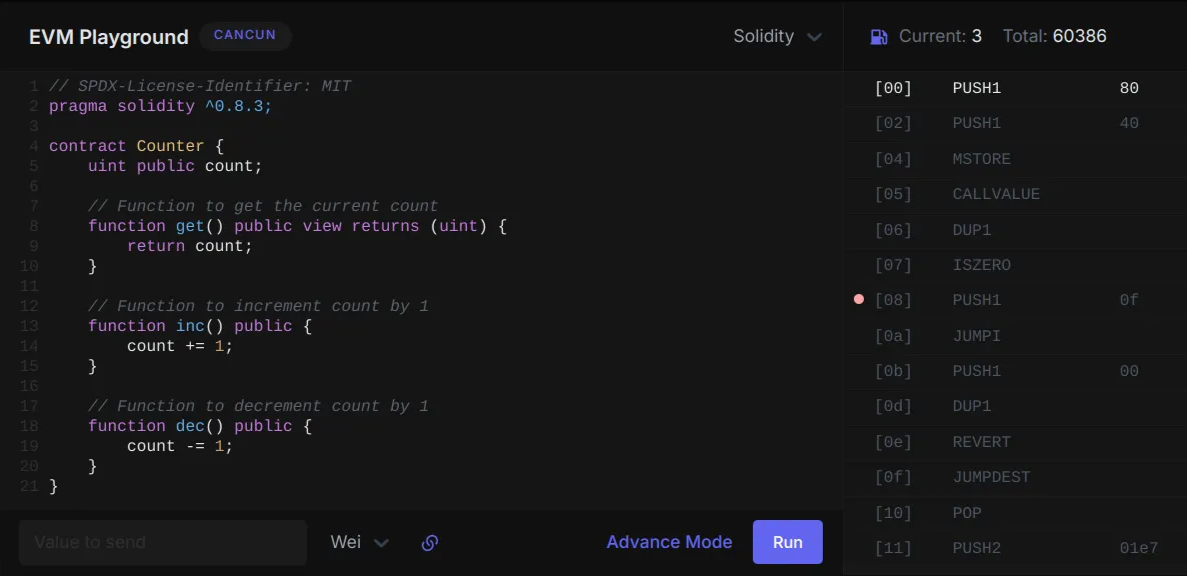 EVM Playground CANCUN Solidity
1 // SPDX-License-Identifier: MIT
2 pragma solidity ^0.8.3;
3
4 contract Counter {
5     uint public count;
6
7     // Function to get the current count
8     function get() public view returns (uint) {
9         return count;
10     }
11
12     // Function to increment count by 1
13     function inc() public {
14         count += 1;
15     }
16
17     // Function to decrement count by 1
18     function dec() public {
19         count -= 1;
20     }
21 }
Value to send Wei Advance Mode Run
Current: 3 Total: 60386
[00] PUSH1 80
[02] PUSH1 40
[04] MSTORE
[05] CALLVALUE
[06] DUP1
[07] ISZERO
[08] PUSH1 0f
[0a] JUMPI
[0b] PUSH1 00
[0d] DUP1
[0e] REVERT
[0f] JUMPDEST
[10] POP
[11] PUSH2 01e7